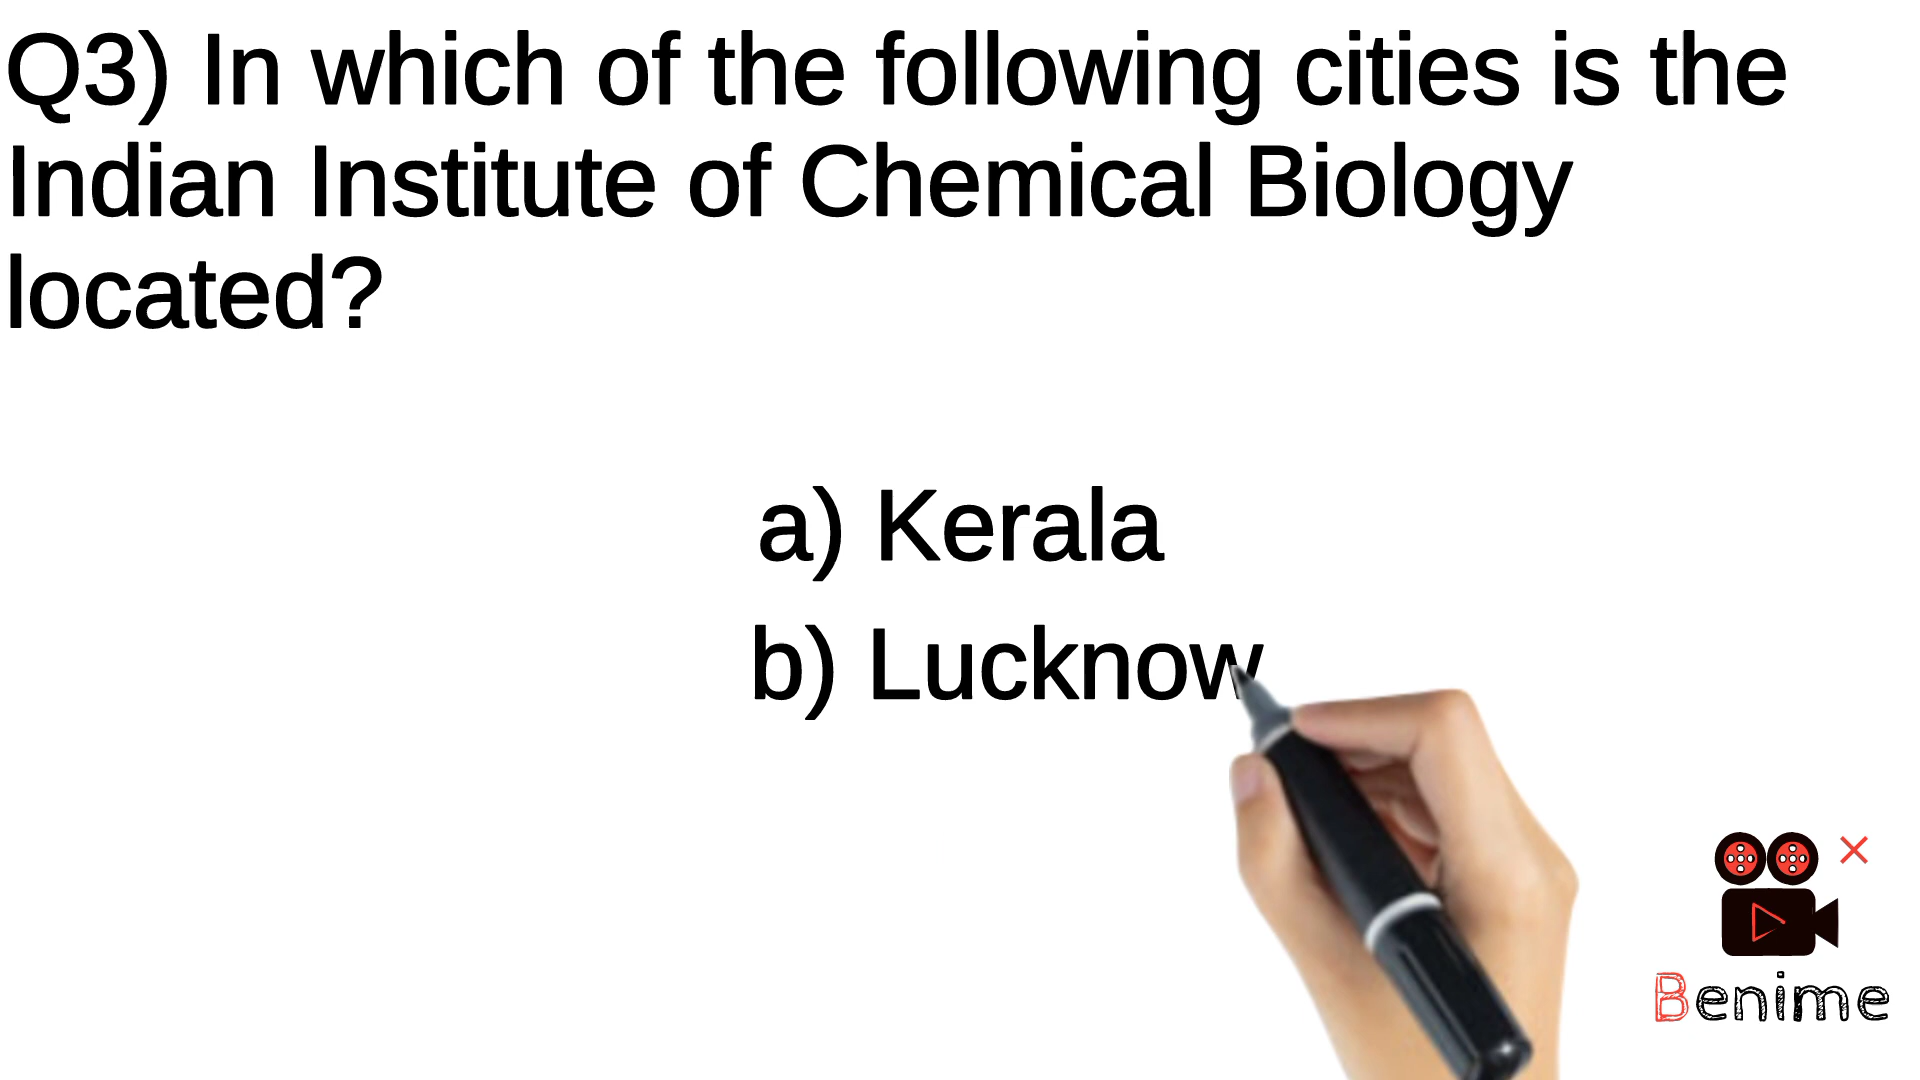 Q3) In which of the following cities is the
Indian Institute of Chemical Biology
located?
a) Kerala
b) Lucknow
Benime